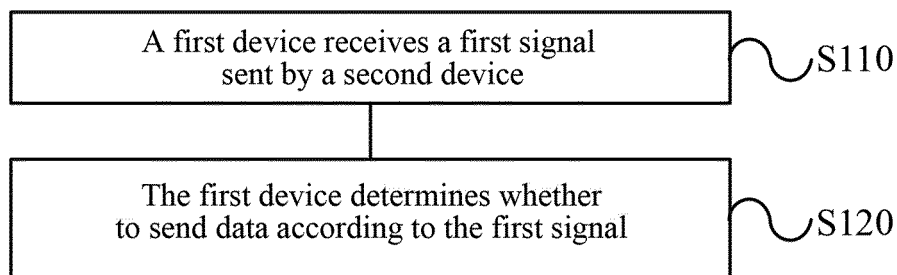 A first device receives a first signal
sent by a second device
S110
The first device determines whether
to send data according to the first signal
S120